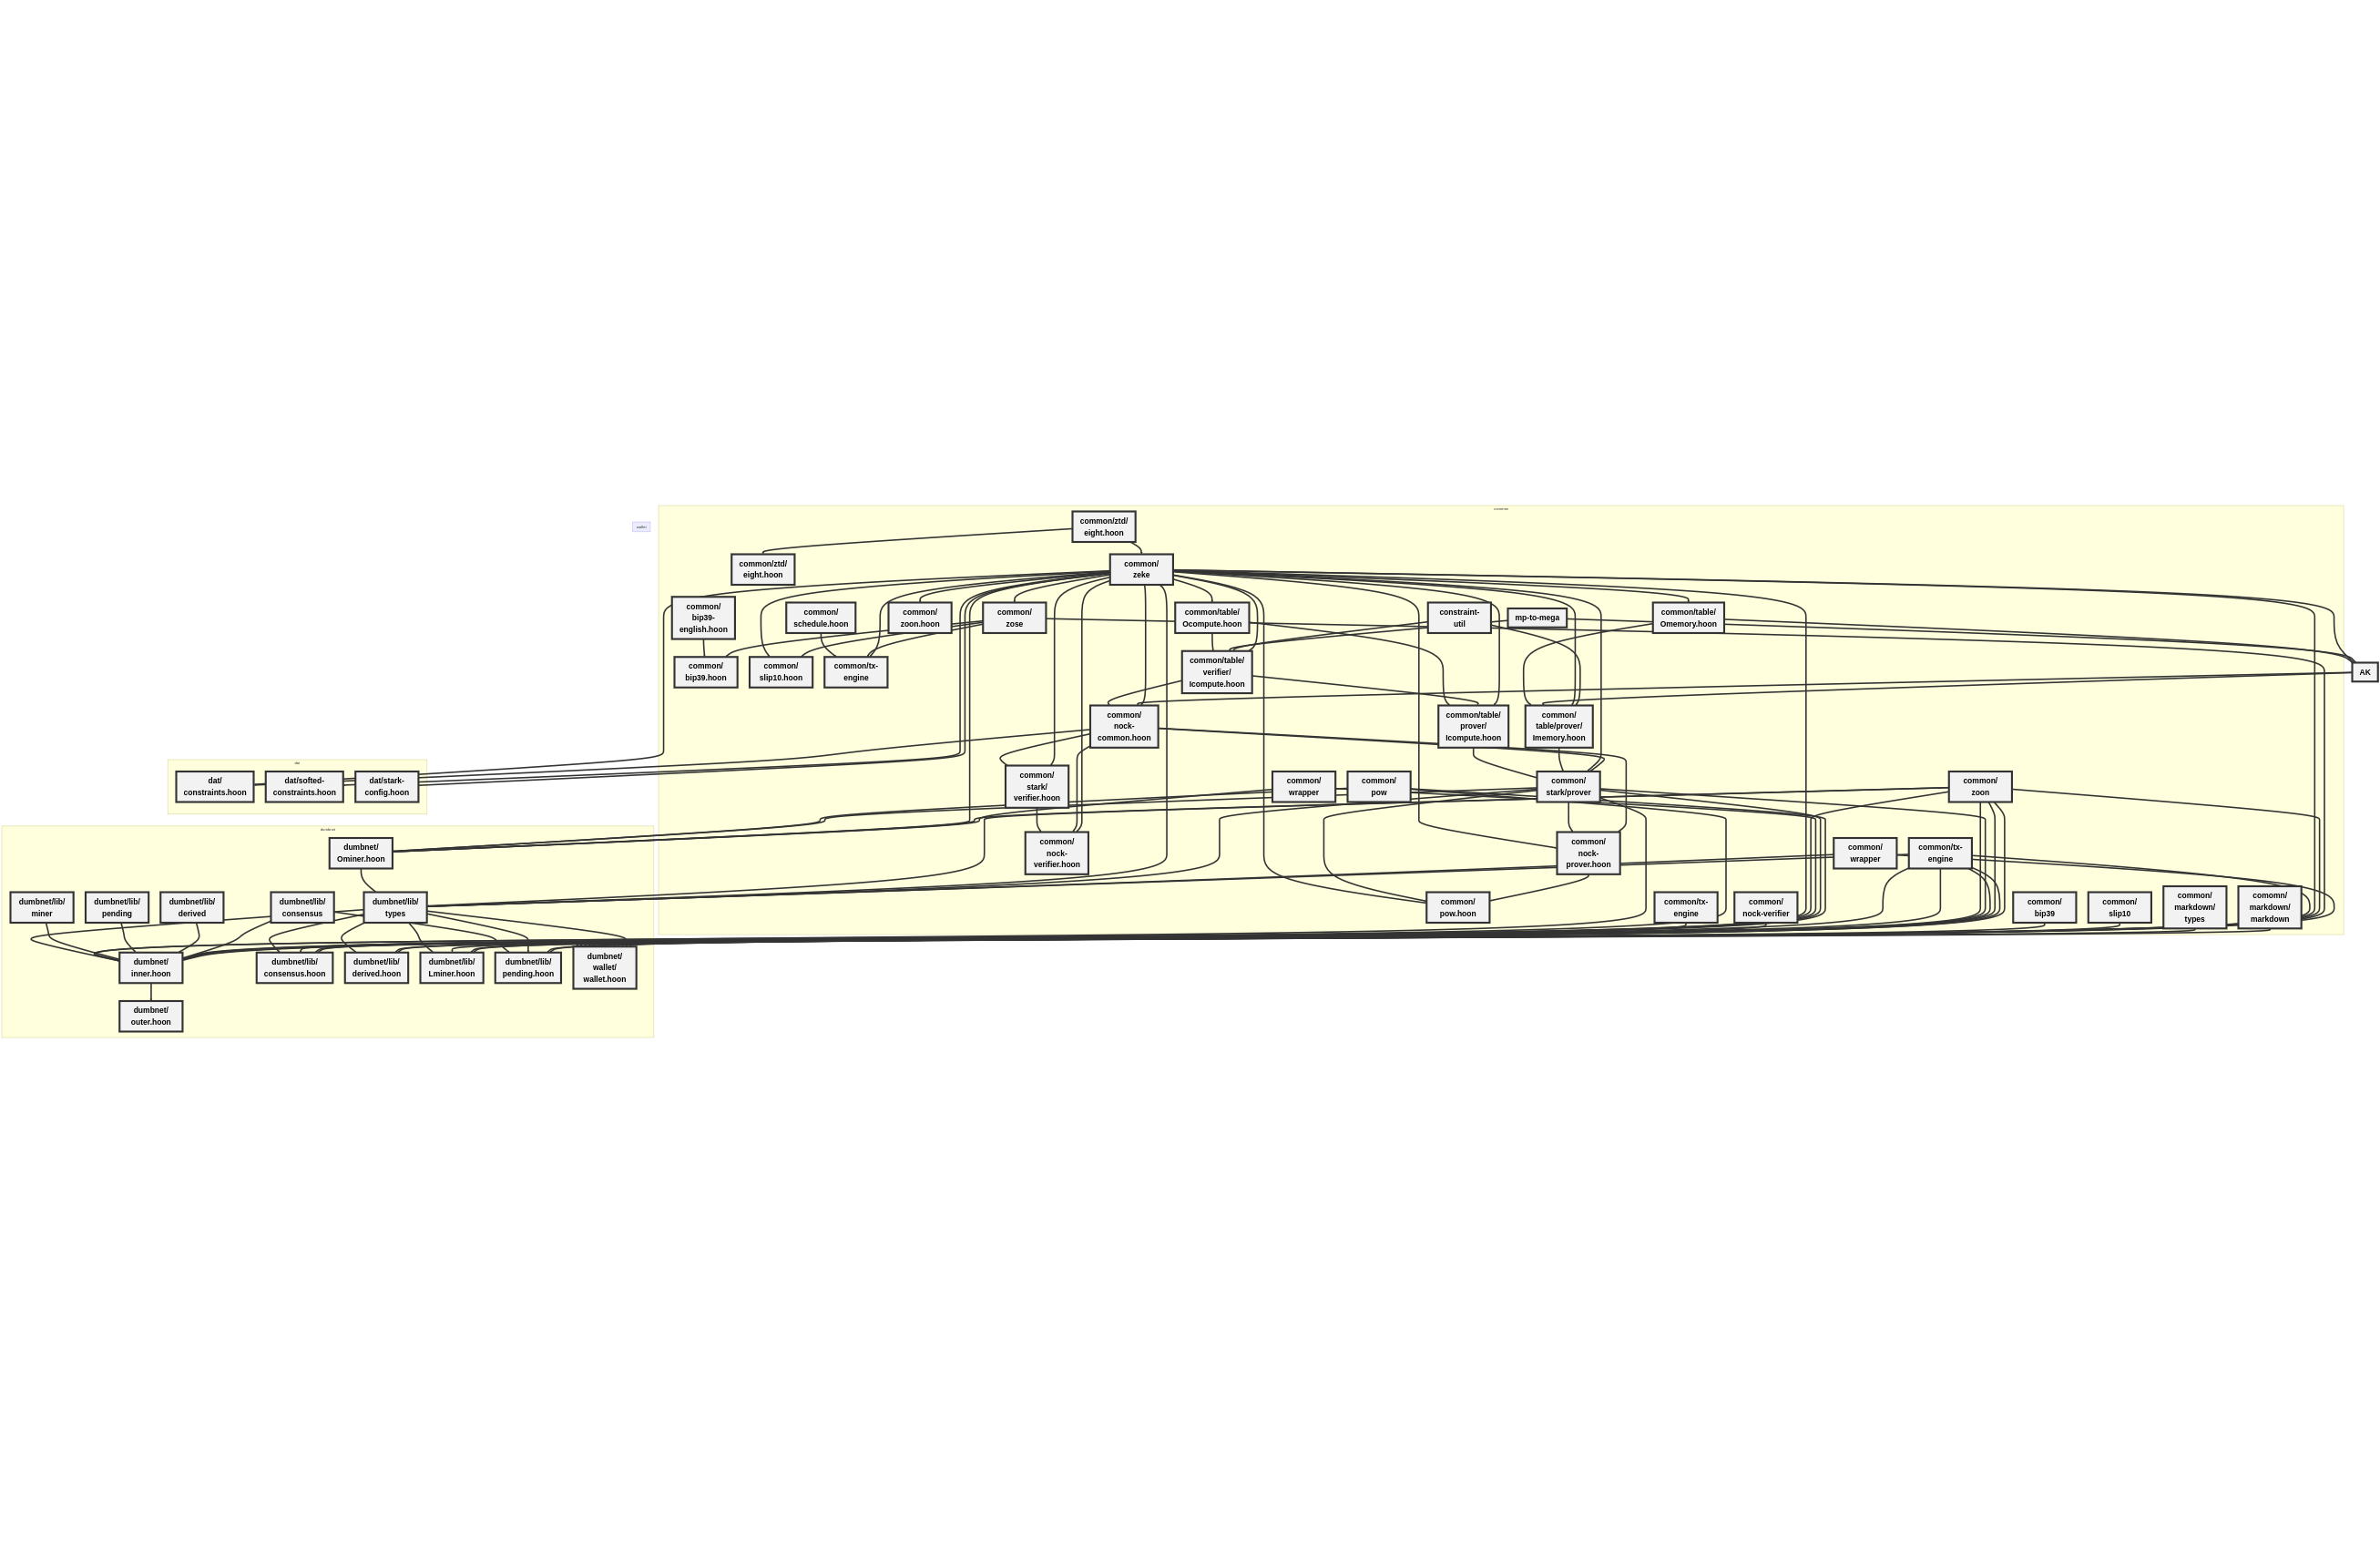 common
wallet
common/ztd/
eight.hoon
common/ztd/
eight.hoon
common/
zeke
common/
bip39-
english.hoon
common/
schedule.hoon
common/
zoon.hoon
common/
zose
common/table/
Ocompute.hoon
constraint-
util
mp-to-mega
common/table/
Omemory.hoon
common/
bip39.hoon
common/
slip10.hoon
common/tx-
engine
common/table/
verifier/
Icompute.hoon
AK
common/
nock-
common.hoon
common/table/
prover/
Icompute.hoon
common/
table/prover/
Imemory.hoon
dat
dat/
constraints.hoon
dat/softed-
constraints.hoon
dat/stark-
config.hoon
common/
stark/
verifier.hoon
common/
wrapper
common/
pow
common/
stark/prover
common/
zoon
dumbnet
dumbnet/
Ominer.hoon
common/
nock-
verifier.hoon
common/
nock-
prover.hoon
common/
wrapper
common/tx-
engine
dumbnet/lib/
miner
dumbnet/lib/
pending
dumbnet/lib/
derived
dumbnet/lib/
consensus
dumbnet/lib/
types
common/
pow.hoon
common/tx-
engine
common/
nock-verifier
common/
bip39
common/
slip10
common/
markdown/
types
comomn/
markdown/
markdown
dumbnet/
inner.hoon
dumbnet/lib/
consensus.hoon
dumbnet/lib/
derived.hoon
dumbnet/lib/
Lminer.hoon
dumbnet/lib/
pending.hoon
dumbnet/
wallet/
wallet.hoon
dumbnet/
outer.hoon